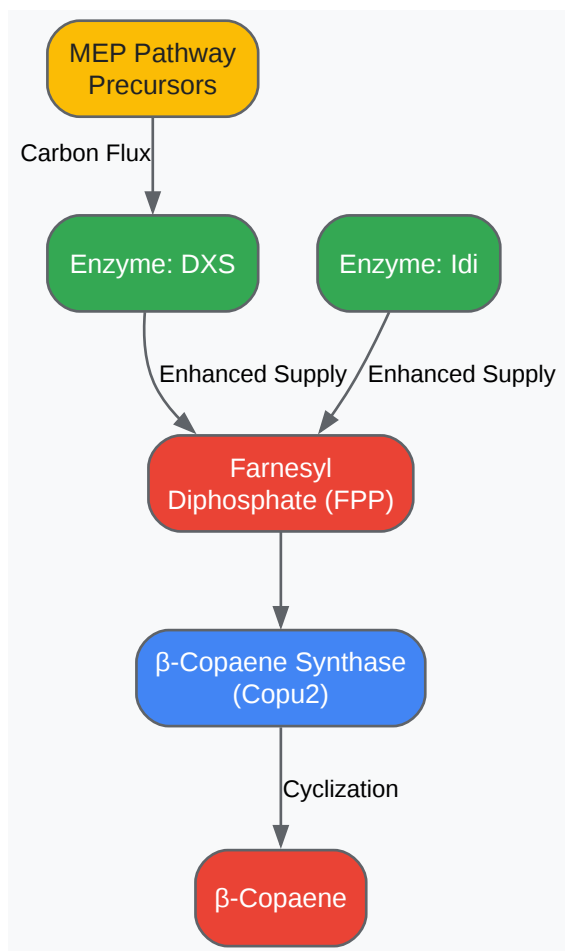 MEP Pathway
Precursors
Carbon Flux
Enzyme: DXS
Enzyme: Idi
Enhanced Supply
Enhanced Supply
Farnesyl
Diphosphate (FPP)
β-Copaene Synthase
(Copu2)
Cyclization
β-Copaene